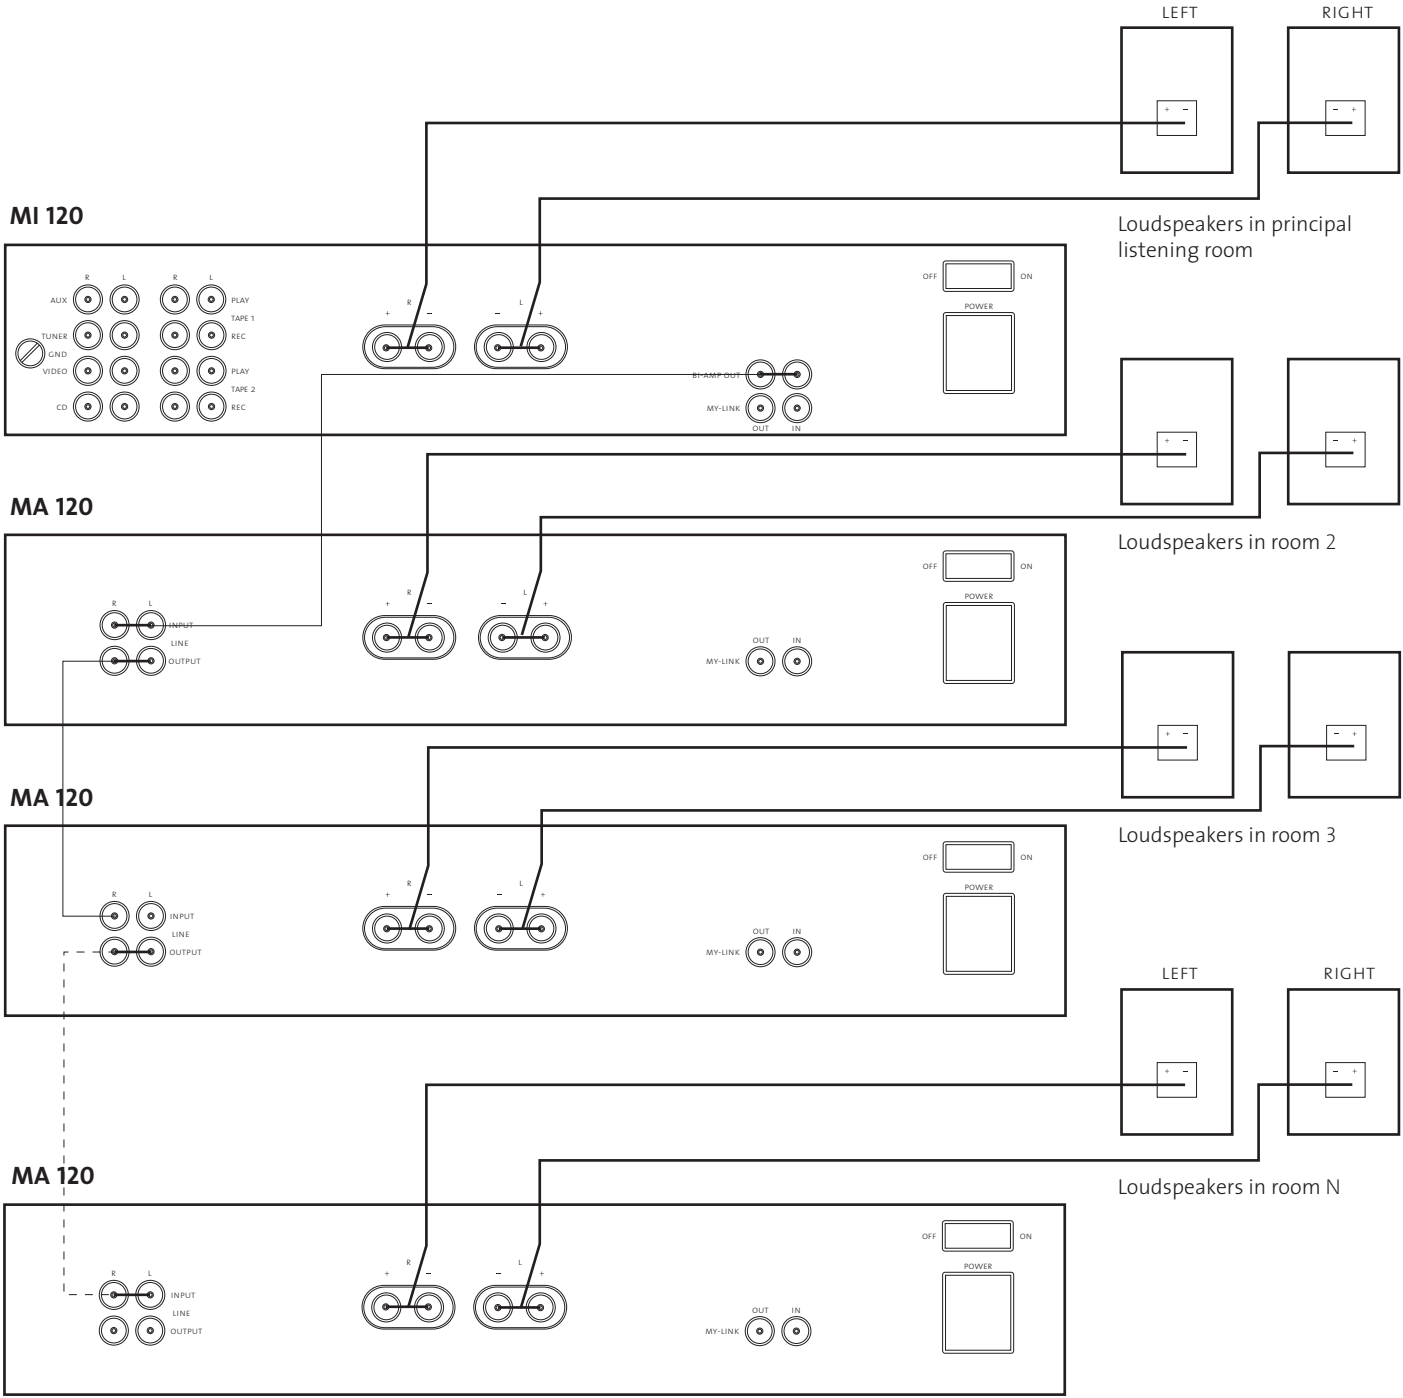 LEFT RIGHT
+ − − +
MI 120
Loudspeakers in principal
listening room
R L R L
OFF ON
AUX PLAY
R L
POWER
+ − − +
TAPE 1
TUNER REC
GND
VIDEO PLAY
BI-AMP OUT
TAPE 2
CD REC
MY-LINK
OUT IN
+ − − +
MA 120
Loudspeakers in room 2
OFF ON
R L
POWER
R L + − − +
INPUT
LINE
OUT IN
OUTPUT
MY-LINK
+ − − +
MA 120
Loudspeakers in room 3
OFF ON
R L
POWER
R L + − − +
INPUT
LINE
OUT IN
OUTPUT
MY-LINK
LEFT RIGHT
+ − − +
MA 120
Loudspeakers in room N
OFF ON
R L
POWER
R L + − − +
INPUT
LINE
OUT IN
OUTPUT
MY-LINK